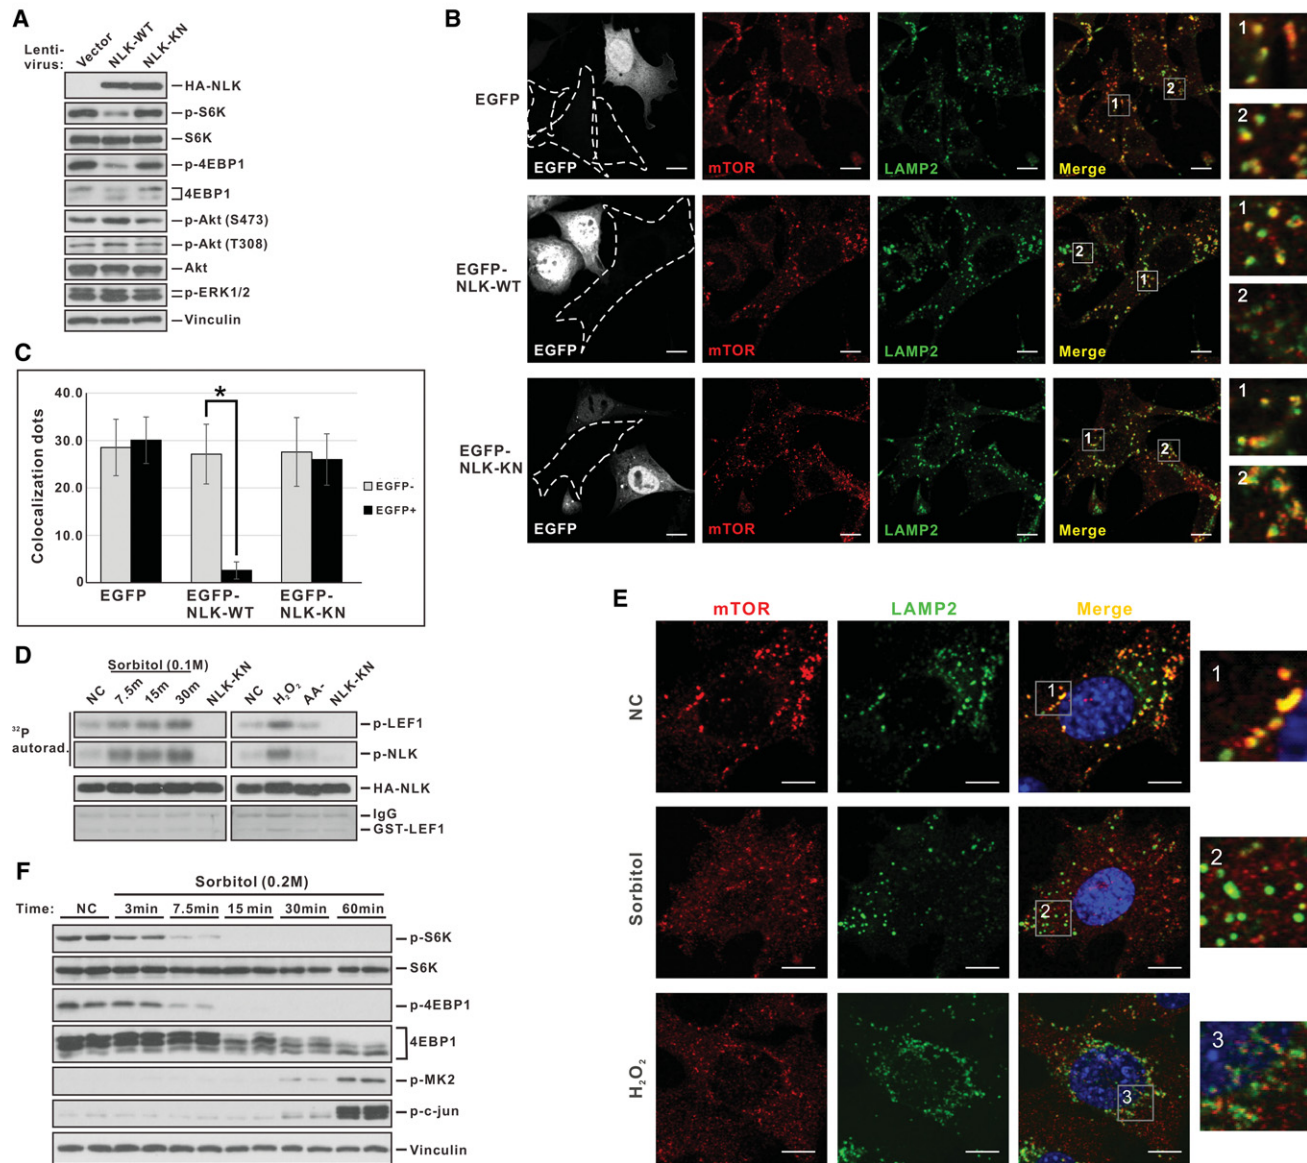 A
Lenti-
virus:
Vector
NLK-WT
NLK-KN
HA-NLK
p-S6K
S6K
p-4EBP1
4EBP1
p-Akt (S473)
p-Akt (T308)
Akt
p-ERK1/2
Vinculin
B
EGFP
EGFP
mTOR
LAMP2
Merge
1
2
1
2
EGFP-
NLK-WT
EGFP
mTOR
LAMP2
Merge
2
1
1
2
EGFP-
NLK-KN
EGFP
mTOR
LAMP2
Merge
1
2
1
2
C
Colocalization dots
40.0
30.0
20.0
10.0
0
*
EGFP-
EGFP+
EGFP
EGFP-
NLK-WT
EGFP-
NLK-KN
D
Sorbitol (0.1M)
NC 7.5m 15m 30m NLK-KN
NC H₂O₂ AA- NLK-KN
³²P
autorad.
p-LEF1
p-NLK
HA-NLK
IgG
GST-LEF1
E
mTOR LAMP2 Merge
NC
1
1
Sorbitol
2
2
H₂O₂
3
3
F
Sorbitol (0.2M)
Time: NC 3min 7.5min 15 min 30min 60min
p-S6K
S6K
p-4EBP1
4EBP1
p-MK2
p-c-jun
Vinculin